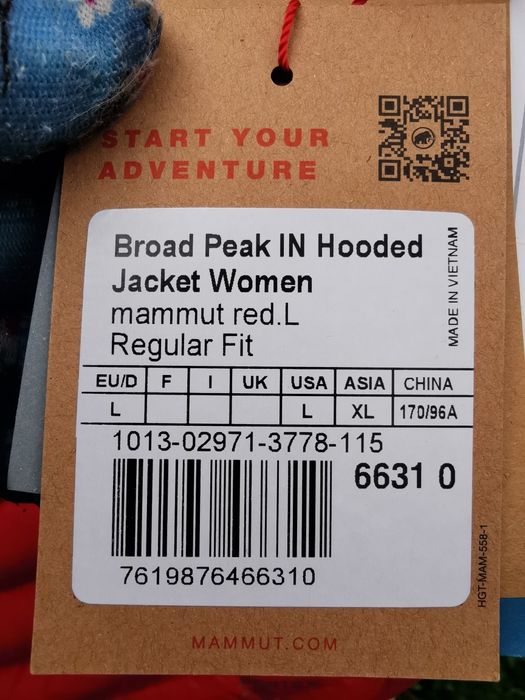 START YOUR
ADVENTURE
Broad Peak IN Hooded
Jacket Women
mammut red.L
Regular Fit
MADE IN VIETNAM
EU/D F I UK USA ASIA CHINA
L L XL 170/96A
1013-02971-3778-115
6631 0
7619876466310
HGT-MAM-558-1
MAMMUT.COM